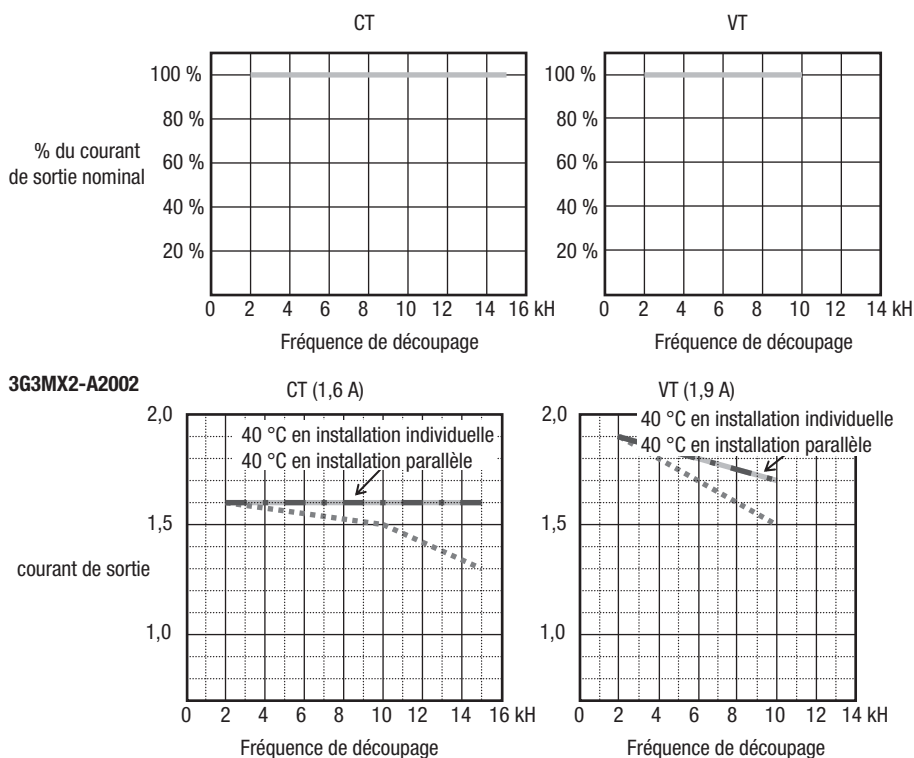 CT
100 %
80 %
60 %
40 %
20 %
% du courant
de sortie nominal
0 2 4 6 8 10 12 14 16 kH
Fréquence de découpage
VT
100 %
80 %
60 %
40 %
20 %
0 2 4 6 8 10 12 14 kH
Fréquence de découpage
3G3MX2-A2002
CT (1,6 A)
2,0
40 °C en installation individuelle
40 °C en installation parallèle
1,5
courant de sortie
1,0
0 2 4 6 8 10 12 14 16 kH
Fréquence de découpage
VT (1,9 A)
2,0
40 °C en installation individuelle
40 °C en installation parallèle
1,5
1,0
0 2 4 6 8 10 12 14 kH
Fréquence de découpage